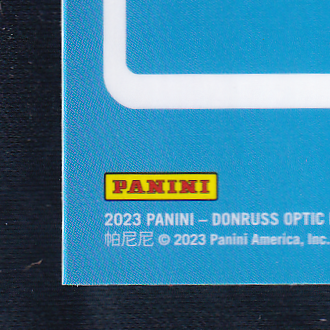 PANINI
2023 PANINI – DONRUSS OPTIC
帕尼尼 © 2023 Panini America, Inc.